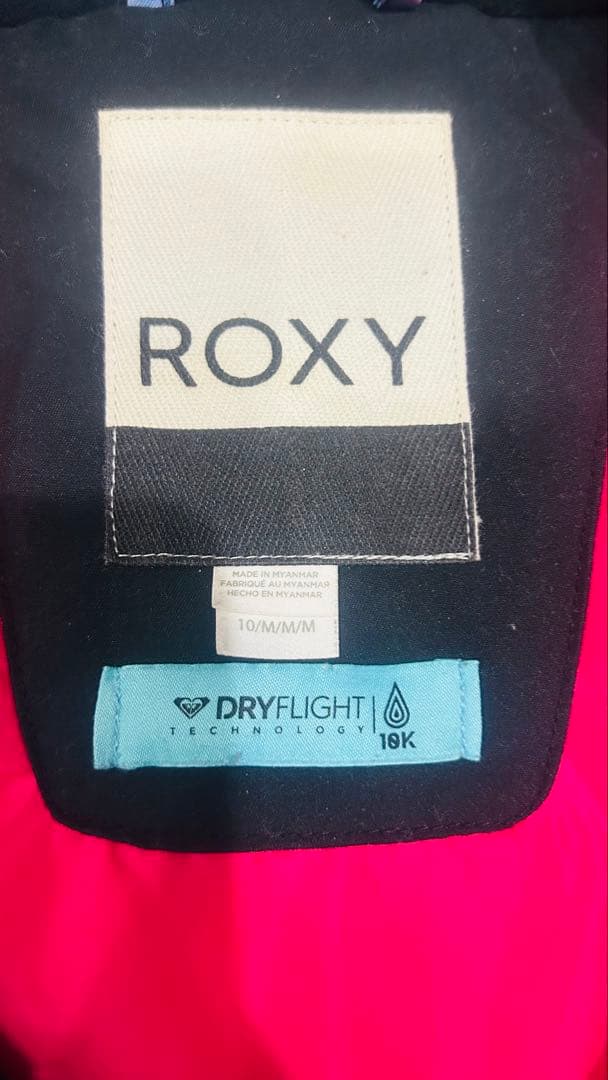 ROXY
MADE IN MYANMAR
FABRIQUÉ AU MYANMAR
HECHO EN MYANMAR
10/M/M/M
DRYFLIGHT
TECHNOLOGY
10K